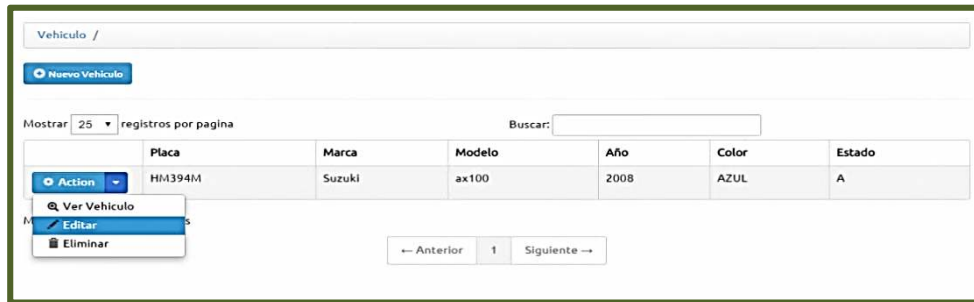 Vehiculo /
Nuevo Vehiculo
Mostrar 25 registros por pagina Buscar:
Placa Marca Modelo Año Color Estado
Action HM394M Suzuki ax100 2008 AZUL A
Ver Vehiculo
Editar
Eliminar
← Anterior 1 Siguiente →